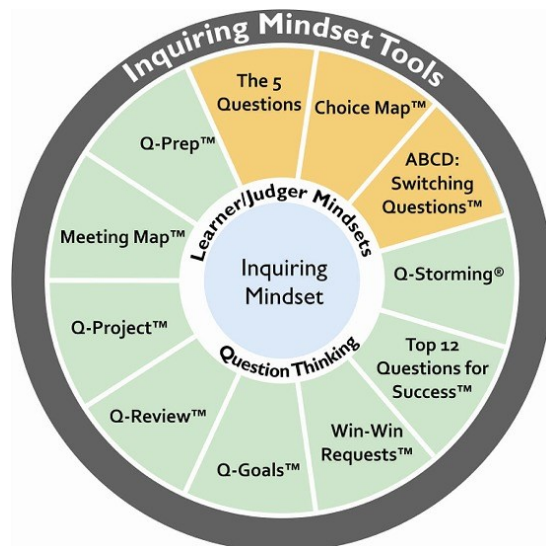 Inquiring Mindset Tools
The 5
Questions
Choice Map™
ABCD:
Switching
Questions™
Q-Storming®
Top 12
Questions for
Success™
Win-Win
Requests™
Q-Goals™
Q-Review™
Q-Project™
Meeting Map™
Q-Prep™
Learner/Judger Mindsets
Inquiring
Mindset
Question Thinking